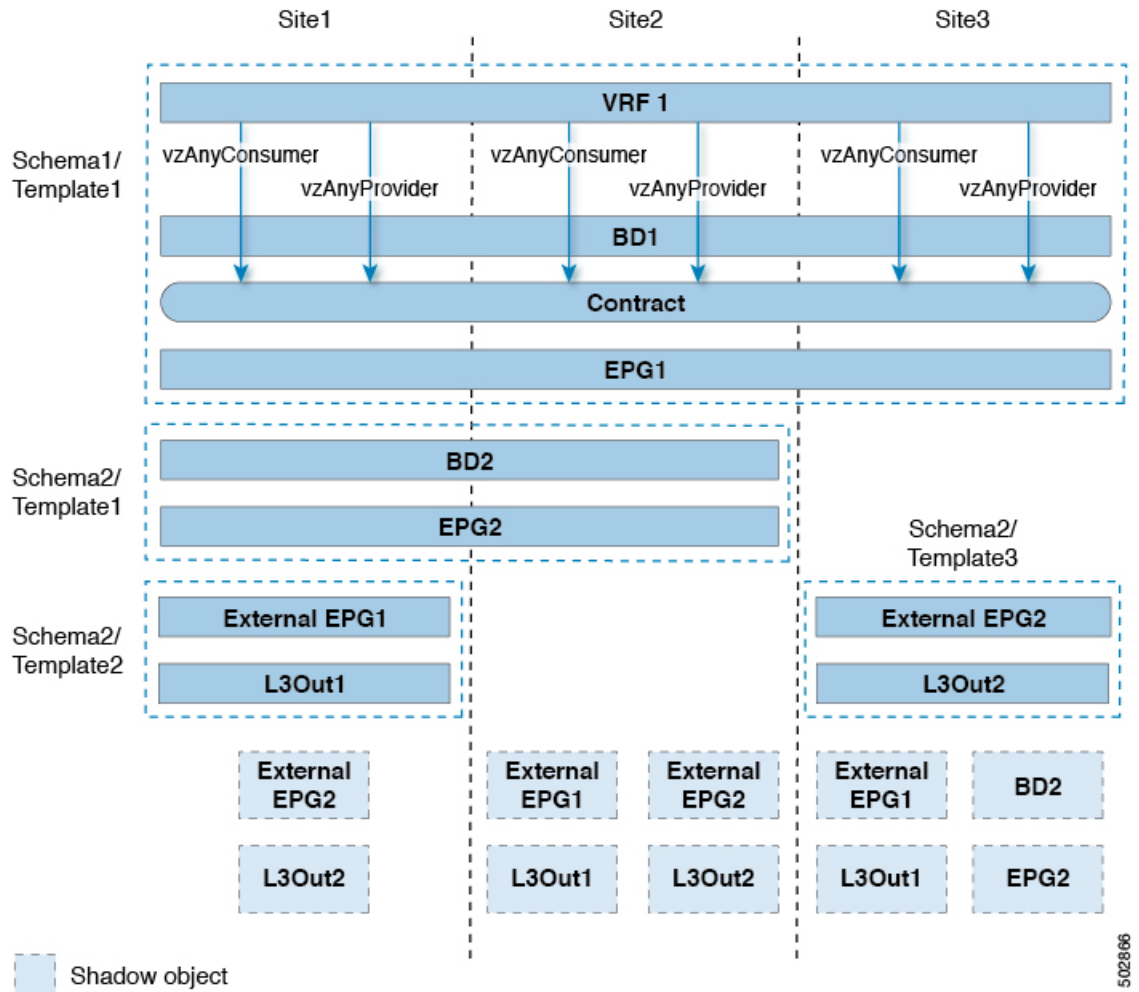 Site1
Site2
Site3
VRF 1
Schema1/
Template1
vzAnyConsumer
vzAnyProvider
vzAnyConsumer
vzAnyProvider
vzAnyConsumer
vzAnyProvider
BD1
Contract
EPG1
Schema2/
Template1
BD2
EPG2
Schema2/
Template3
Schema2/
Template2
External EPG1
L3Out1
External EPG2
L3Out2
External
EPG2
External
EPG1
External
EPG2
External
EPG1
BD2
L3Out2
L3Out1
L3Out2
L3Out1
EPG2
Shadow object
502866